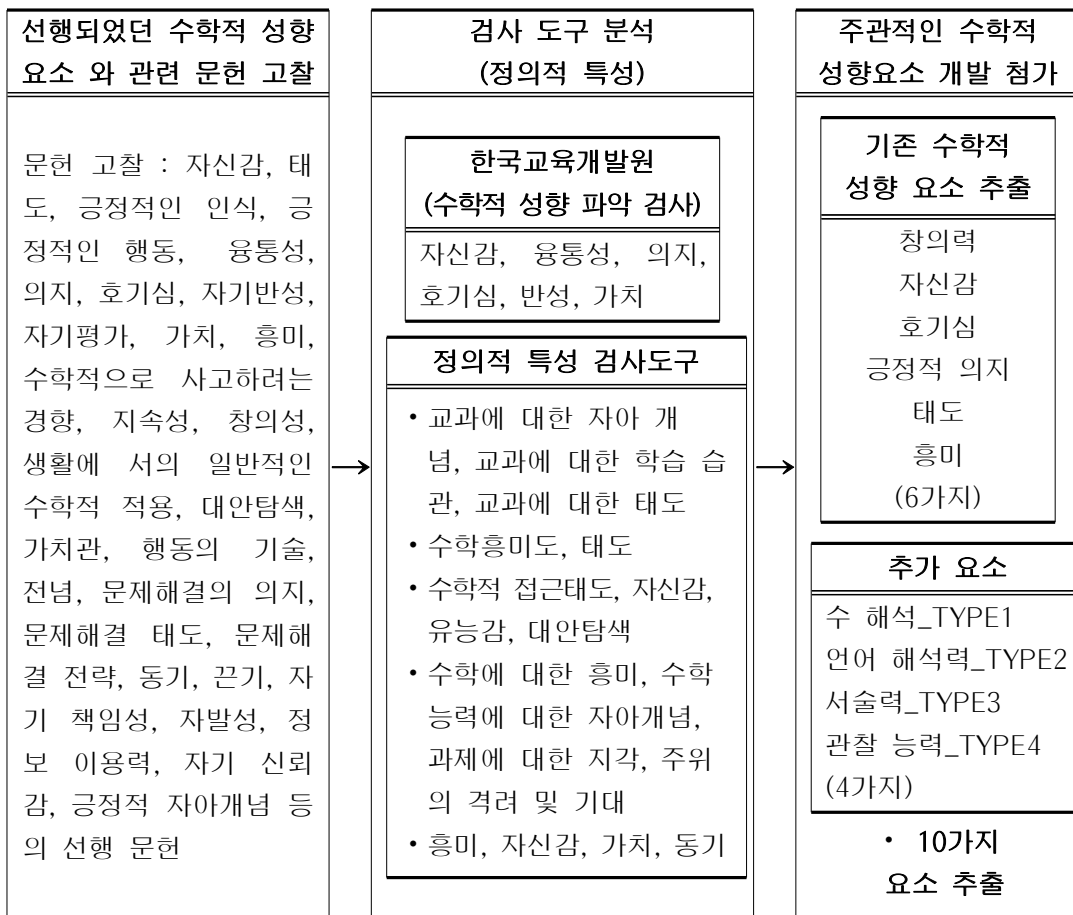 선행되었던 수학적 성향
요소 와 관련 문헌 고찰
문헌 고찰 : 자신감, 태
도, 긍정적인 인식, 긍
정적인 행동, 융통성,
의지, 호기심, 자기반성,
자기평가, 가치, 흥미,
수학적으로 사고하려는
경향, 지속성, 창의성,
생활에 서의 일반적인
수학적 적용, 대안탐색,
가치관, 행동의 기술,
전념, 문제해결의 의지,
문제해결 태도, 문제해
결 전략, 동기, 끈기, 자
기 책임성, 자발성, 정
보 이용력, 자기 신뢰
감, 긍정적 자아개념 등
의 선행 문헌
→
검사 도구 분석
(정의적 특성)
한국교육개발원
(수학적 성향 파악 검사)
자신감, 융통성, 의지,
호기심, 반성, 가치
정의적 특성 검사도구
• 교과에 대한 자아 개
념, 교과에 대한 학습 습
관, 교과에 대한 태도
• 수학흥미도, 태도
• 수학적 접근태도, 자신감,
유능감, 대안탐색
• 수학에 대한 흥미, 수학
능력에 대한 자아개념,
과제에 대한 지각, 주위
의 격려 및 기대
• 흥미, 자신감, 가치, 동기
→
주관적인 수학적
성향요소 개발 첨가
기존 수학적
성향 요소 추출
창의력
자신감
호기심
긍정적 의지
태도
흥미
(6가지)
추가 요소
수 해석_TYPE1
언어 해석력_TYPE2
서술력_TYPE3
관찰 능력_TYPE4
(4가지)
• 10가지
요소 추출